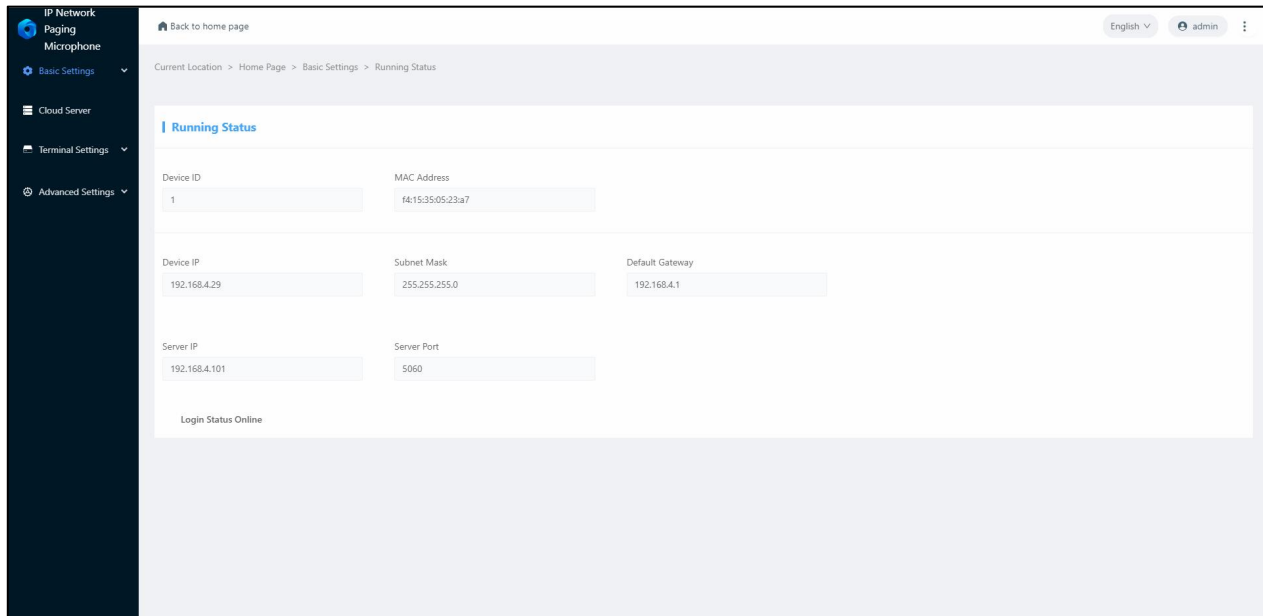 IP Network
Paging
Microphone
Back to home page
English
admin
Basic Settings
Cloud Server
Terminal Settings
Advanced Settings
Current Location > Home Page > Basic Settings > Running Status
Running Status
Device ID
MAC Address
1
f4:15:35:05:23:a7
Device IP
Subnet Mask
Default Gateway
192.168.4.29
255.255.255.0
192.168.4.1
Server IP
Server Port
192.168.4.101
5060
Login Status Online